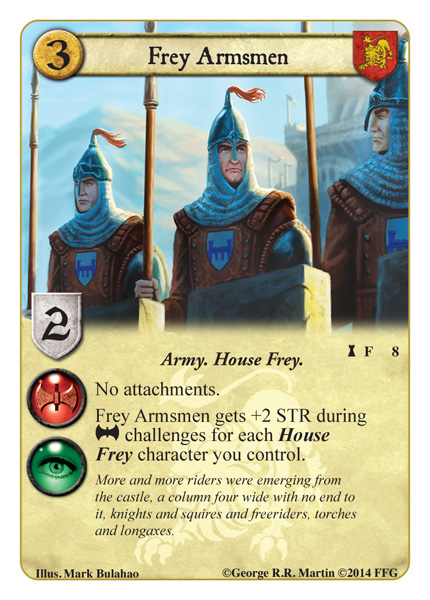 3
Frey Armsmen
2
Army. House Frey.
F 8
No attachments.
Frey Armsmen gets +2 STR during
challenges for each House
Frey character you control.
More and more riders were emerging from
the castle, a column four wide with no end to
it, knights and squires and freeriders, torches
and longaxes.
Illus. Mark Bulahao
©George R.R. Martin ©2014 FFG